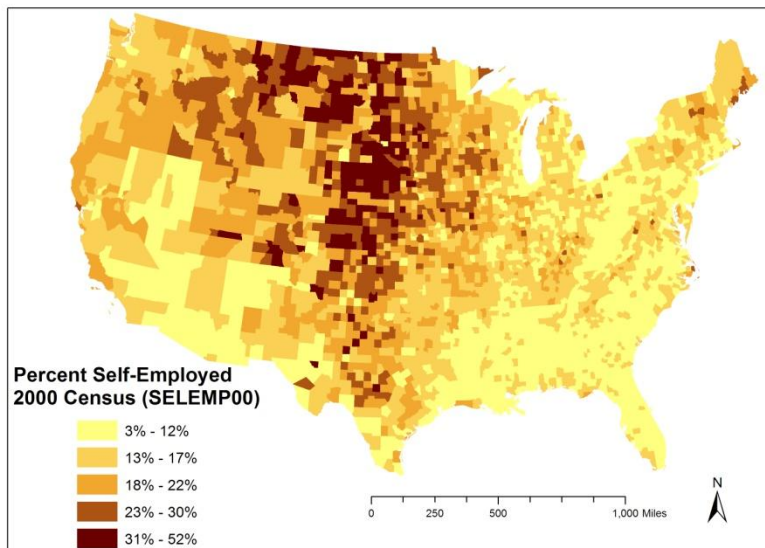 Percent Self-Employed
2000 Census (SELEMP00)
3% - 12%
13% - 17%
18% - 22%
23% - 30%
31% - 52%
N
0 250 500 1,000 Miles